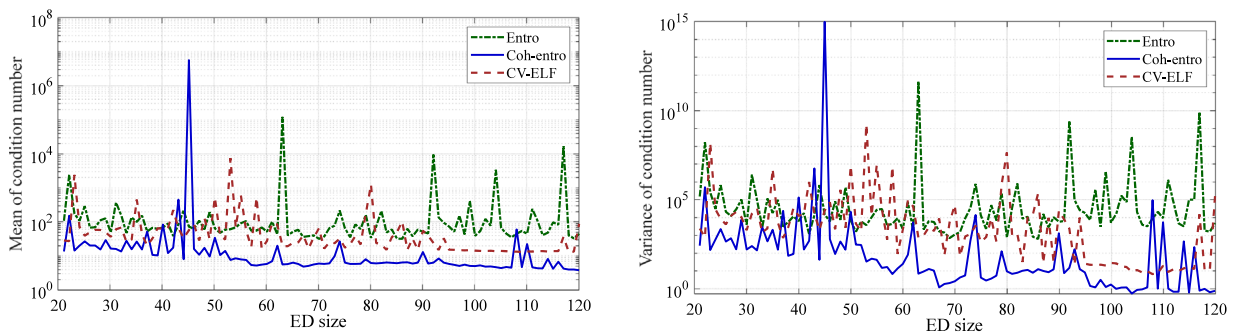 Mean of condition number
10^8
10^6
10^4
10^2
10^0
20 30 40 50 60 70 80 90 100 110 120
ED size
Entro
Coh-entro
CV-ELF
Variance of condition number
10^15
10^10
10^5
10^0
30 40 50 60 70 80 90 100 110 120
ED size
Entro
Coh-entro
CV-ELF